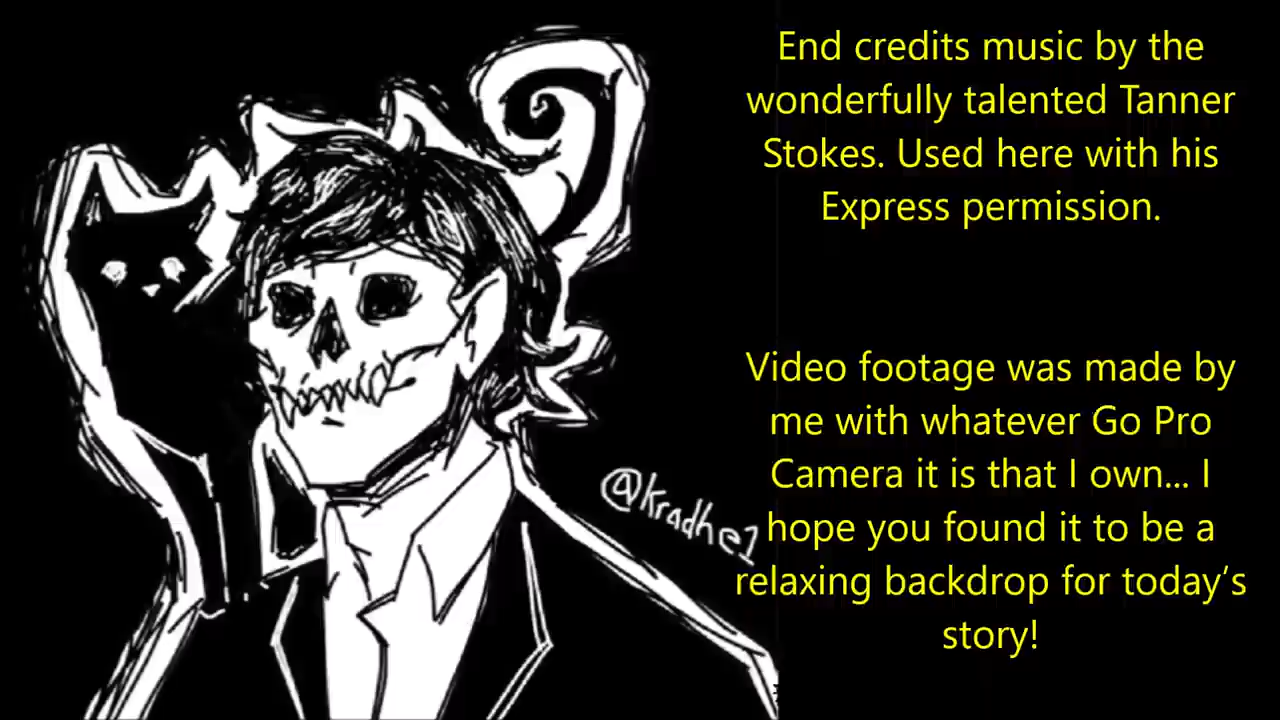 End credits music by the
wonderfully talented Tanner
Stokes. Used here with his
Express permission.
Video footage was made by
me with whatever Go Pro
Camera it is that I own... I
hope you found it to be a
relaxing backdrop for today's
story!
@kradhe1